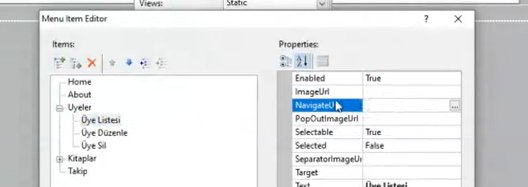 Views: Static
Menu Item Editor ? ×
Items:
Home
About
Uyeler
Üye Listesi
Üye Düzenle
Üye Sil
Kitaplar
Takip
Properties:
Enabled True
ImageUrl
NavigateU
PopOutImageUrl
Selectable True
Selected False
SeparatorImageUr
Target
Text Üye Listesi